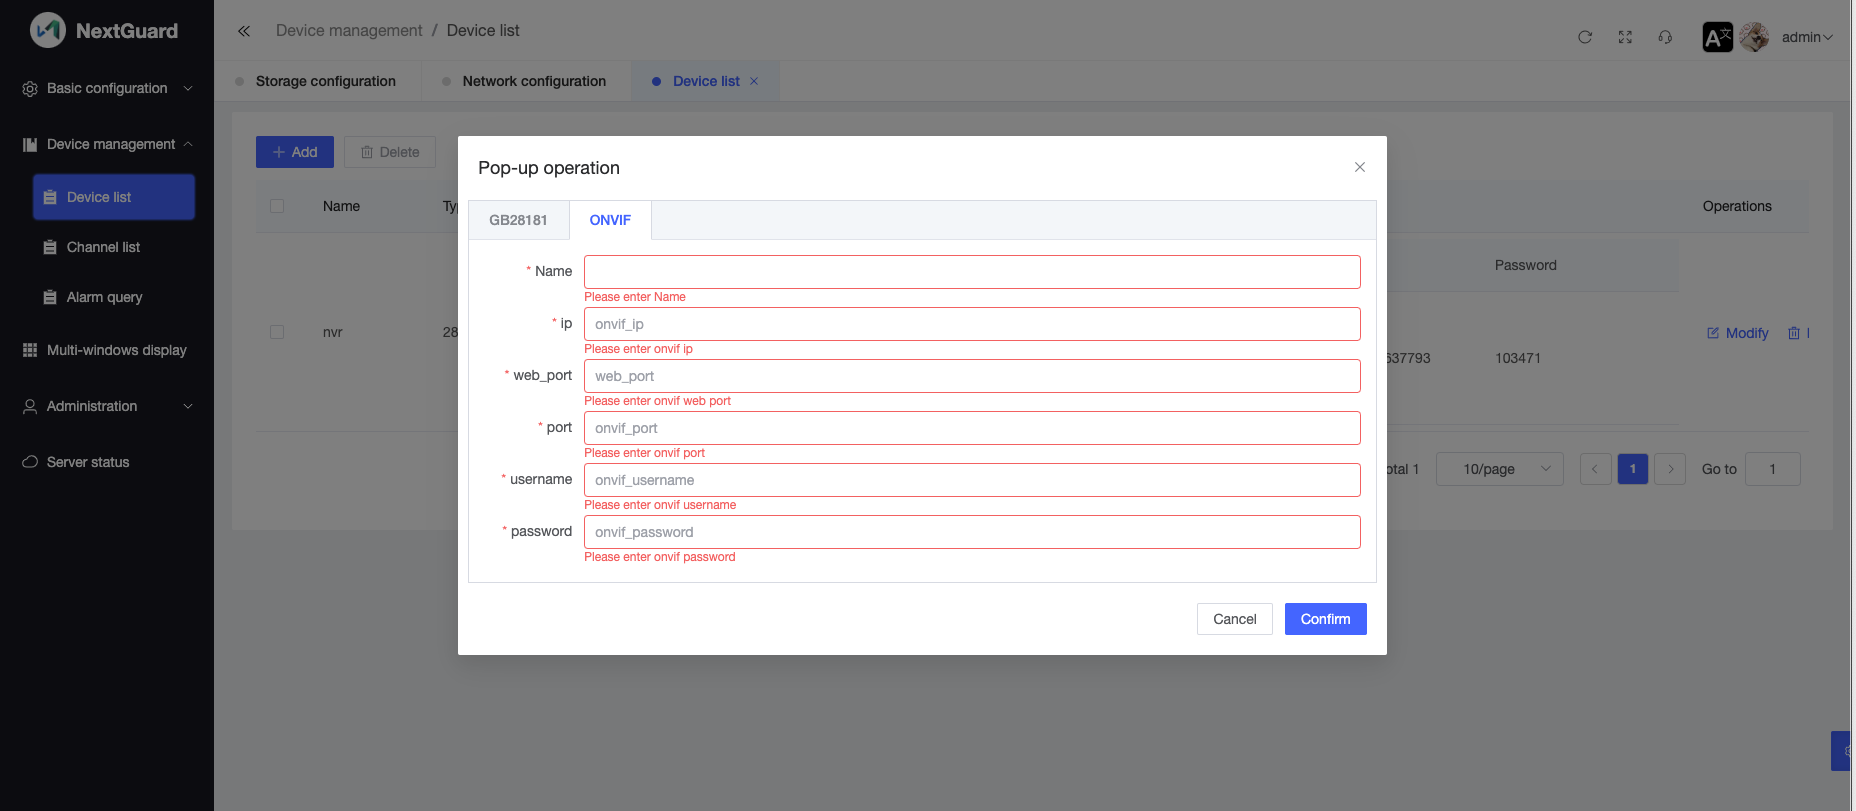 NextGuard
Device management / Device list
admin
Basic configuration
Storage configuration
Network configuration
Device list
Device management
Add
Delete
Device list
Channel list
Alarm query
Multi-windows display
Administration
Server status
Name
Operations
Password
nvr
28
637793
103471
Modify
otal 1
10/page
1
Go to
1
Pop-up operation
GB28181
ONVIF
* Name
Please enter Name
* ip
onvif_ip
Please enter onvif ip
* web_port
web_port
Please enter onvif web port
* port
onvif_port
Please enter onvif port
* username
onvif_username
Please enter onvif username
* password
onvif_password
Please enter onvif password
Cancel
Confirm